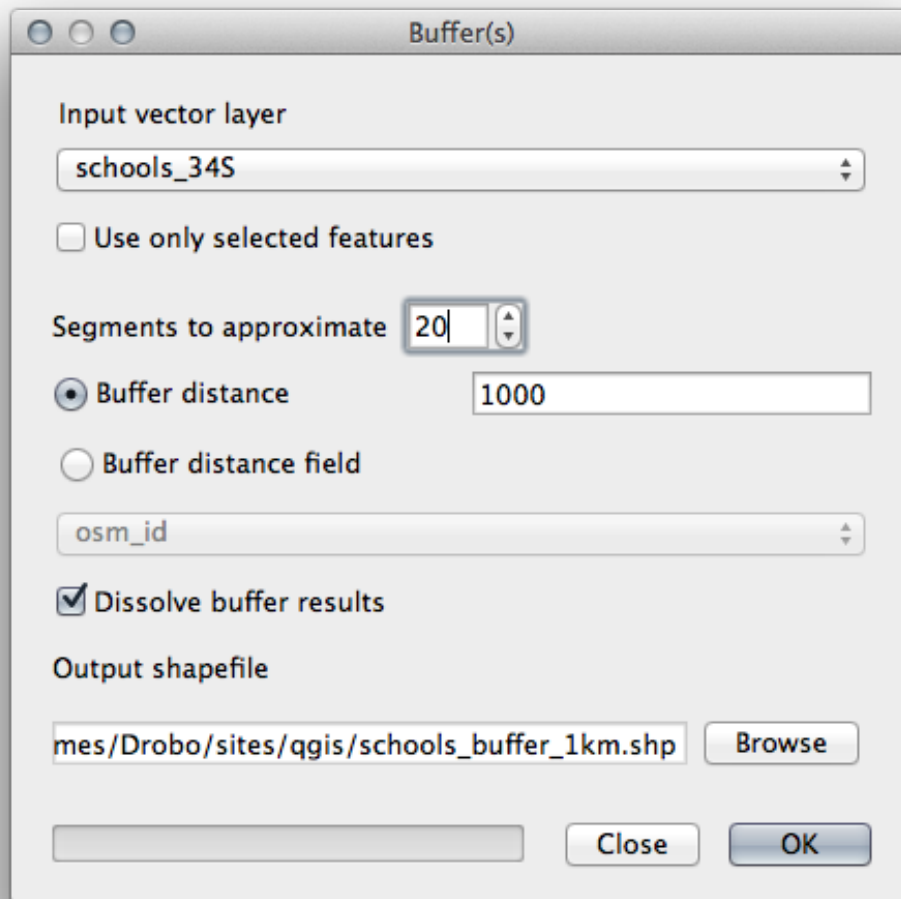 Buffer(s)
Input vector layer
schools_34S
Use only selected features
Segments to approximate 20
Buffer distance 1000
Buffer distance field
osm_id
Dissolve buffer results
Output shapefile
mes/Drobo/sites/qgis/schools_buffer_1km.shp Browse
Close OK